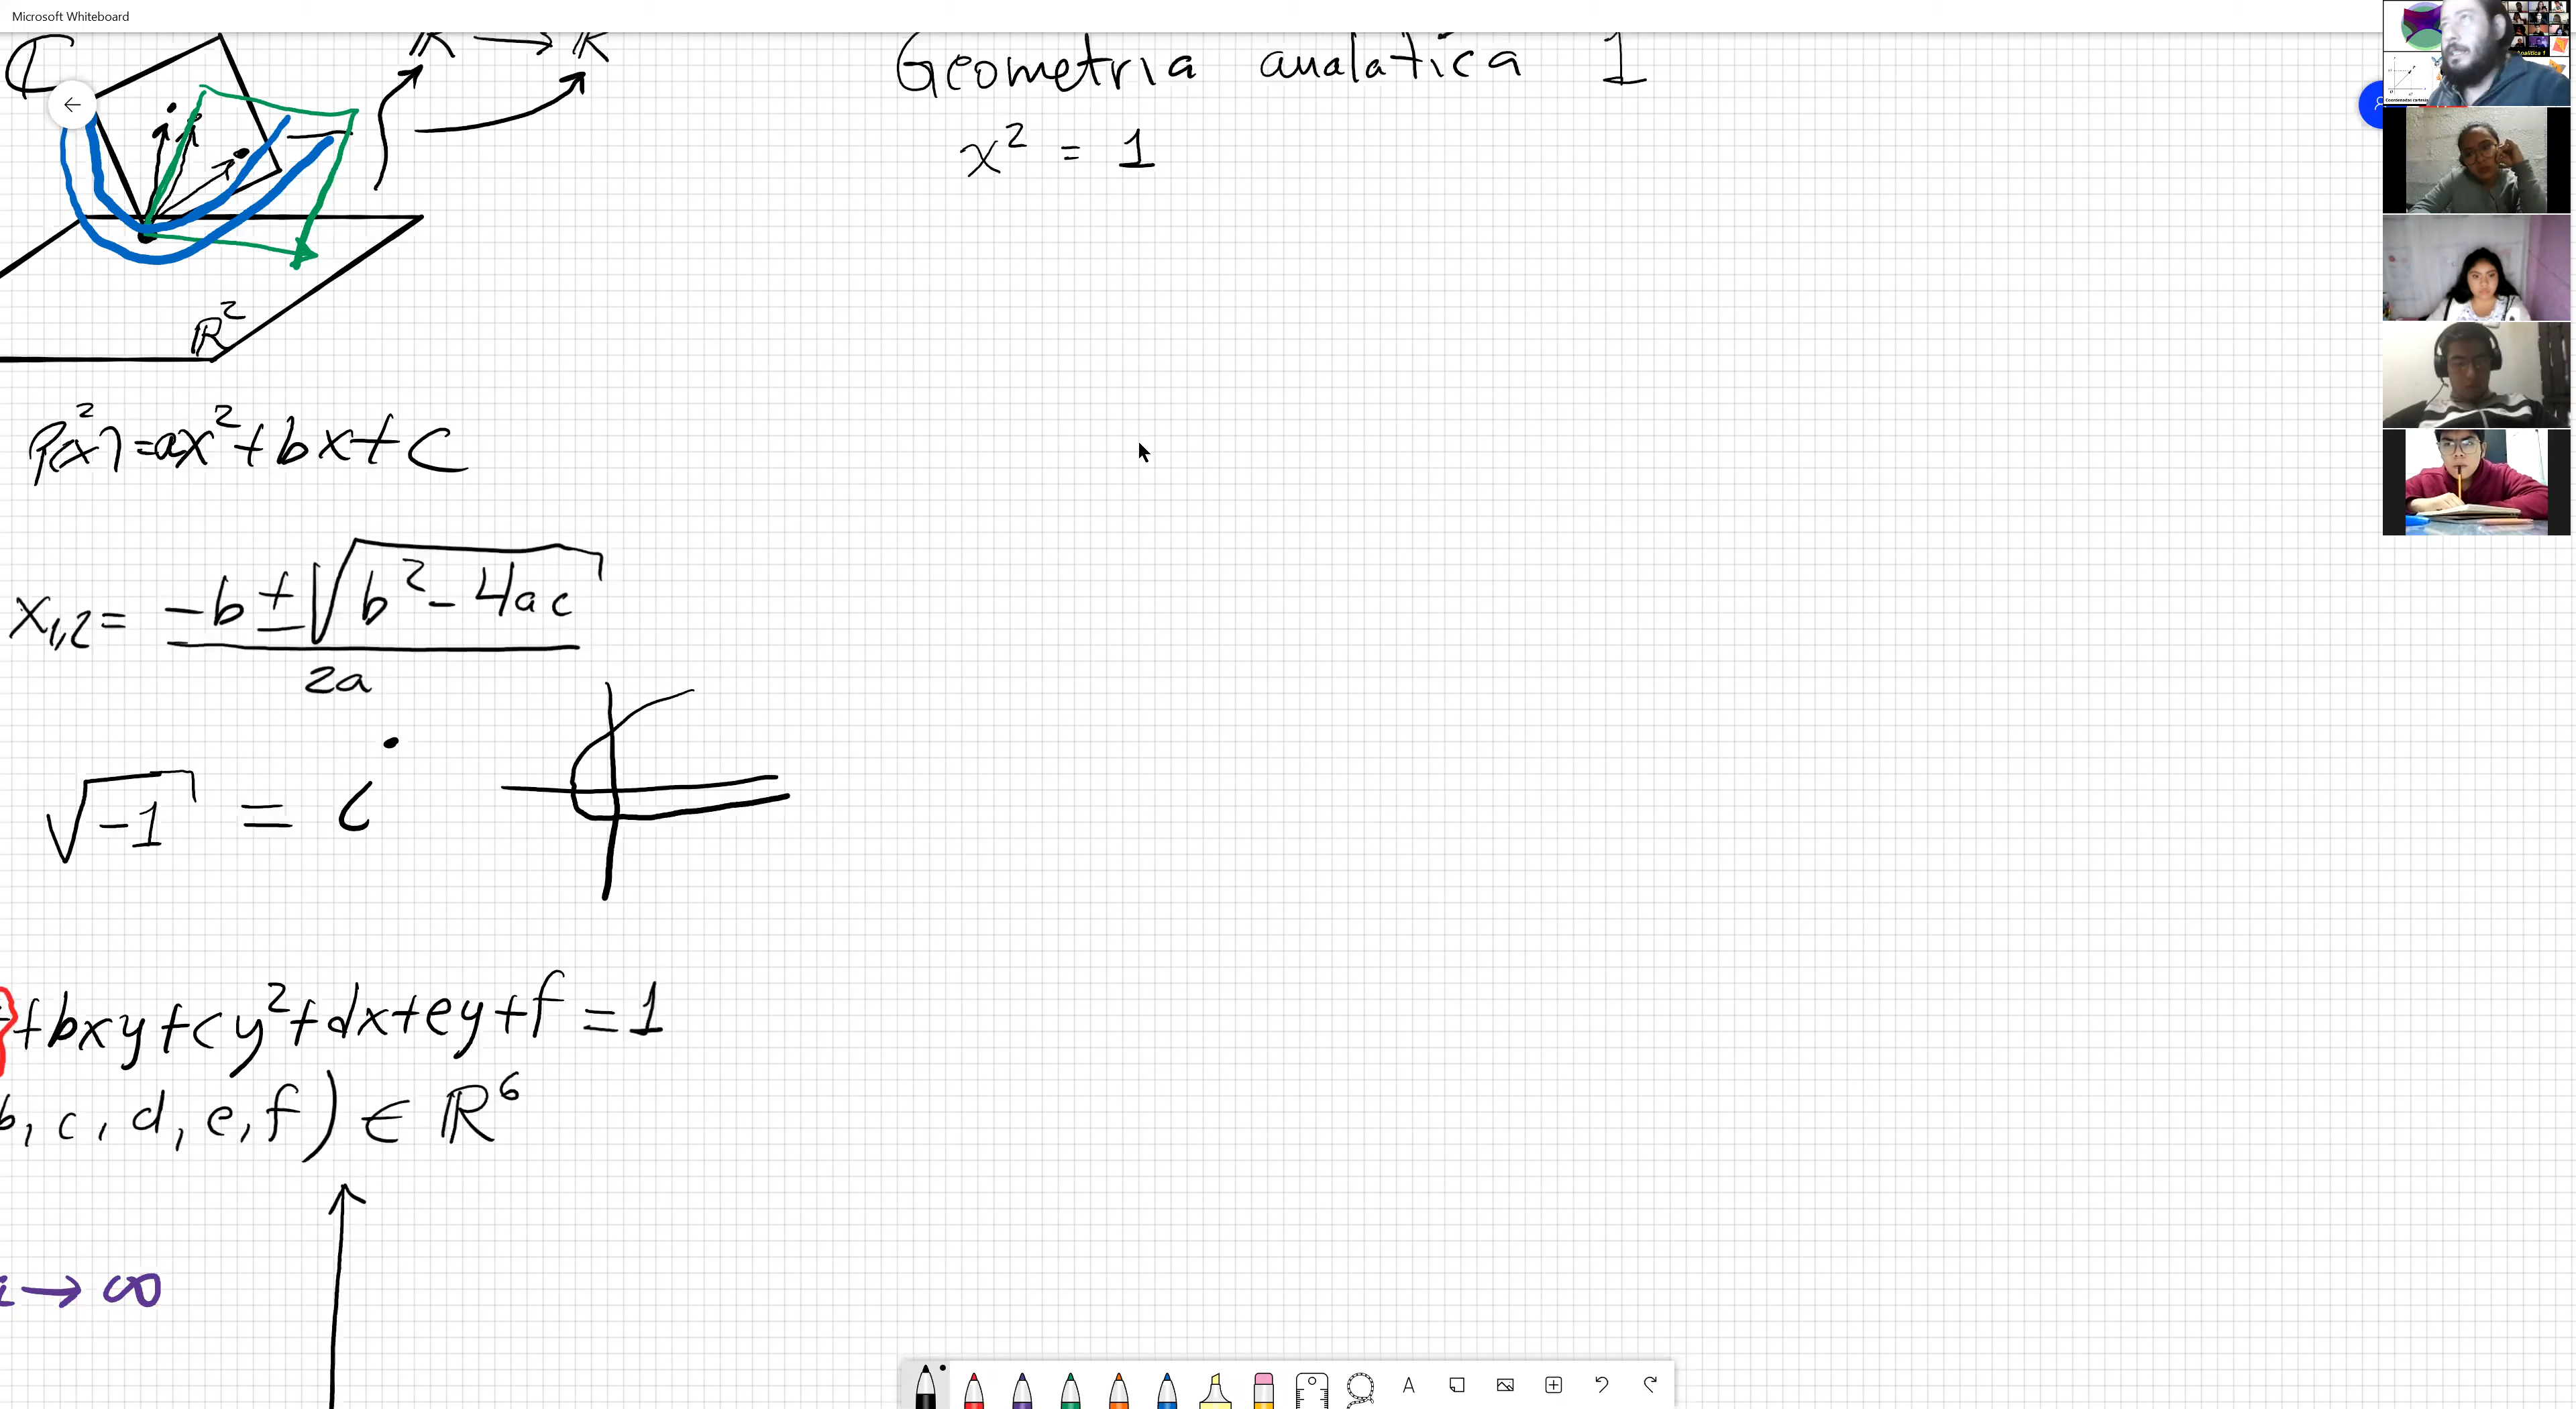 Microsoft Whiteboard
ℂ
ℝ → ℝ
i
ℝ²
P²(x)=ax²+bx+c
x₁,₂= -b±√b²-4ac
2a
√-1 = i
+bxy+cy²+dx+ey+f=1
b, c, d, e, f) ∈ ℝ⁶
→ ∞
Geometria analatica 1
x² = 1
A